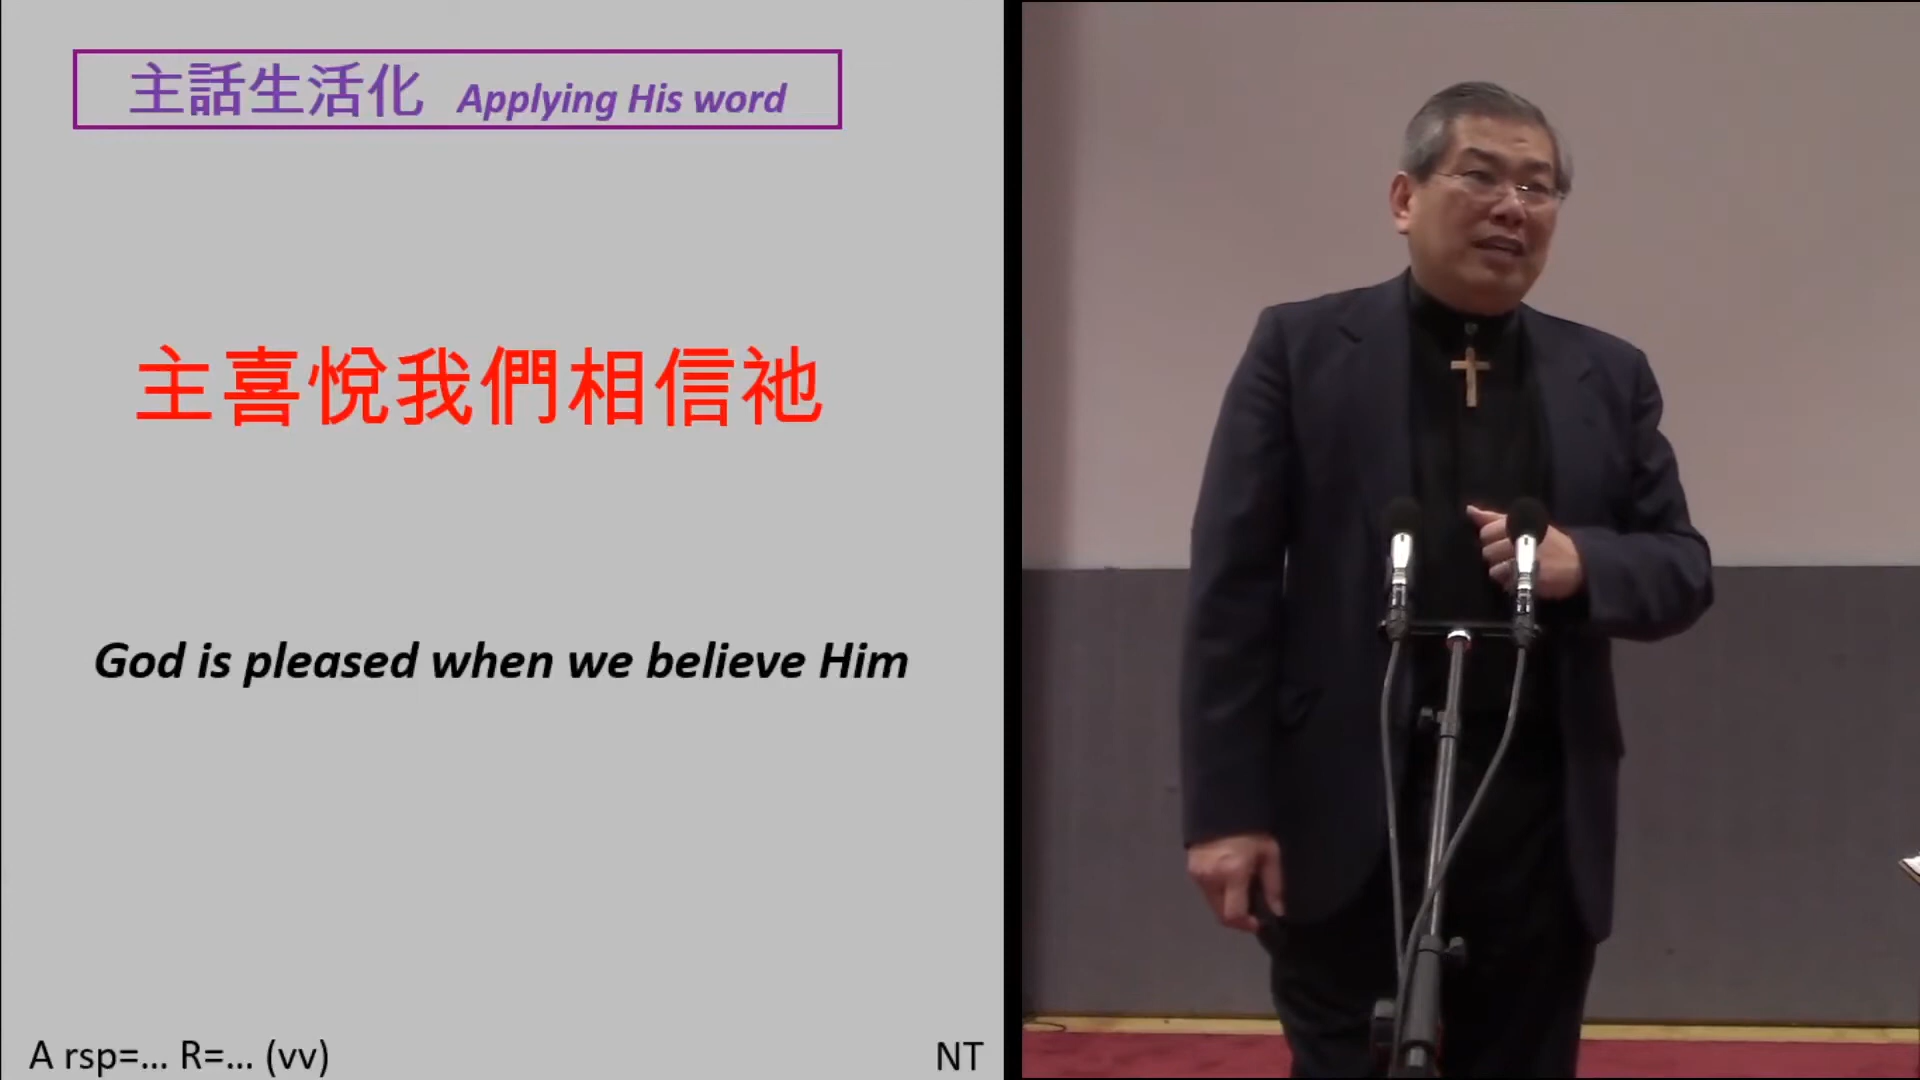 主話生活化 Applying His word
主喜悅我們相信祂
God is pleased when we believe Him
A rsp=... R=... (vv)
NT